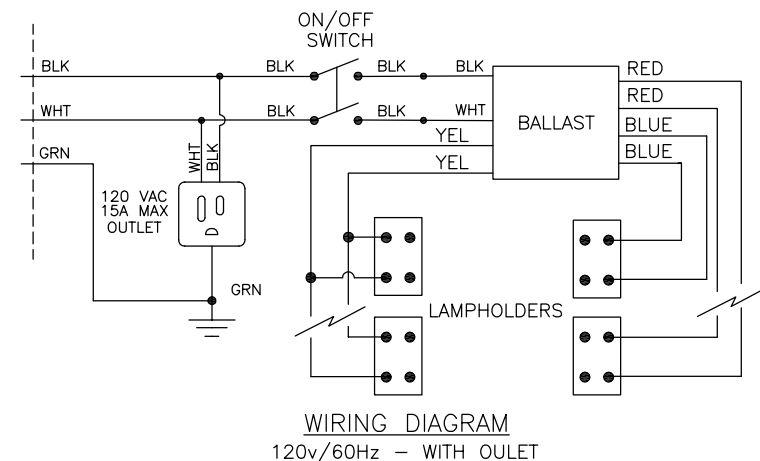 ON/OFF
SWITCH
BLK
BLK
BLK
BLK
RED
RED
WHT
BLK
BLK
WHT
BALLAST
BLUE
YEL
GRN
WHT
BLK
BLUE
YEL
120 VAC
15A MAX
OUTLET
GRN
LAMPHOLDERS
WIRING DIAGRAM
120v/60Hz – WITH OULET